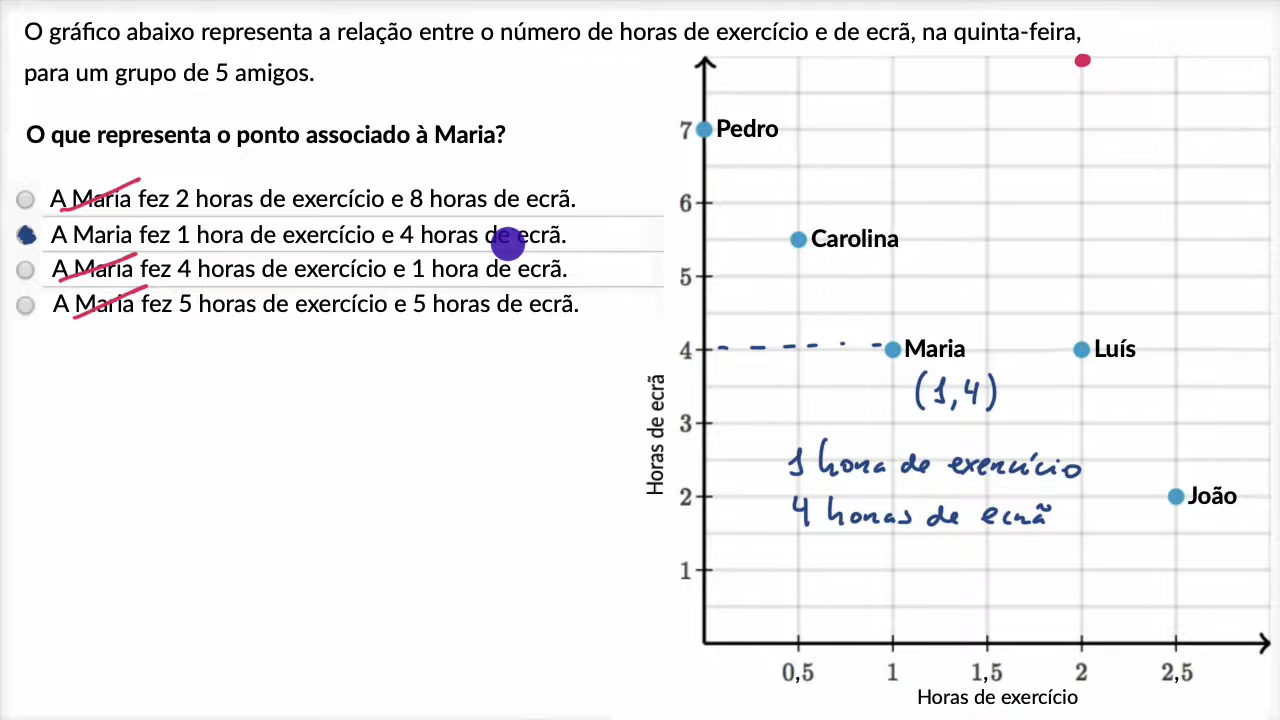 O gráfico abaixo representa a relação entre o número de horas de exercício e de ecrã, na quinta-feira,
para um grupo de 5 amigos.
O que representa o ponto associado à Maria?
A Maria fez 2 horas de exercício e 8 horas de ecrã.
A Maria fez 1 hora de exercício e 4 horas de ecrã.
A Maria fez 4 horas de exercício e 1 hora de ecrã.
A Maria fez 5 horas de exercício e 5 horas de ecrã.
7 Pedro
6
Carolina
5
4
Maria
Luís
(1,4)
3
1 hora de exercício
2
João
4 horas de ecrã
1
Horas de ecrã
0,5 1 1,5 2 2,5
Horas de exercício